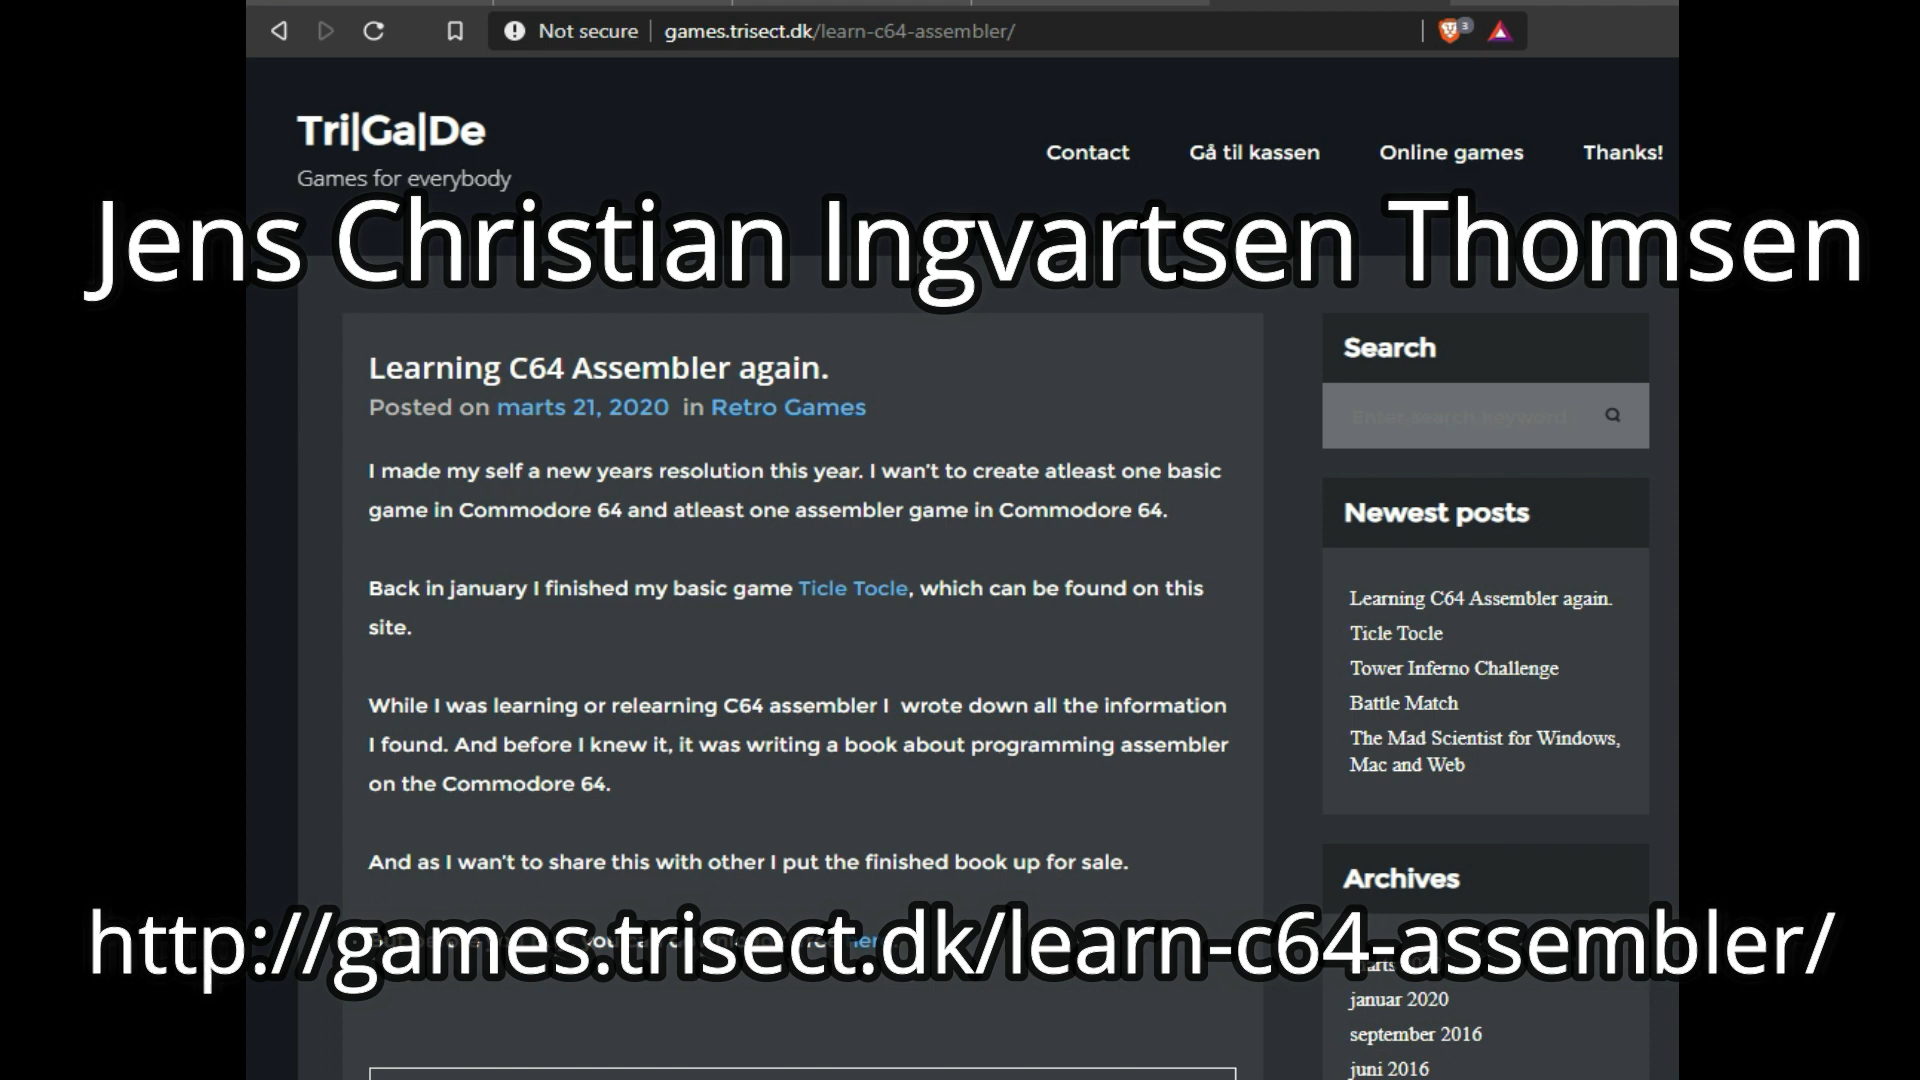 Not secure
games.trisect.dk/learn-c64-assembler/
3
Tri|Ga|De
Games for everybody
Contact
Gå til kassen
Online games
Thanks!
Jens Christian Ingvartsen Thomsen
Learning C64 Assembler again.
Posted on marts 21, 2020 in Retro Games
I made my self a new years resolution this year. I wan't to create atleast one basic
game in Commodore 64 and atleast one assembler game in Commodore 64.
Back in january I finished my basic game Ticle Tocle, which can be found on this
site.
While I was learning or relearning C64 assembler I wrote down all the information
I found. And before I knew it, it was writing a book about programming assembler
on the Commodore 64.
And as I wan't to share this with other I put the finished book up for sale.
Search
Enter search keyword
Newest posts
Learning C64 Assembler again.
Ticle Tocle
Tower Inferno Challenge
Battle Match
The Mad Scientist for Windows,
Mac and Web
Archives
http://games.trisect.dk/learn-c64-assembler/
januar 2020
september 2016
juni 2016